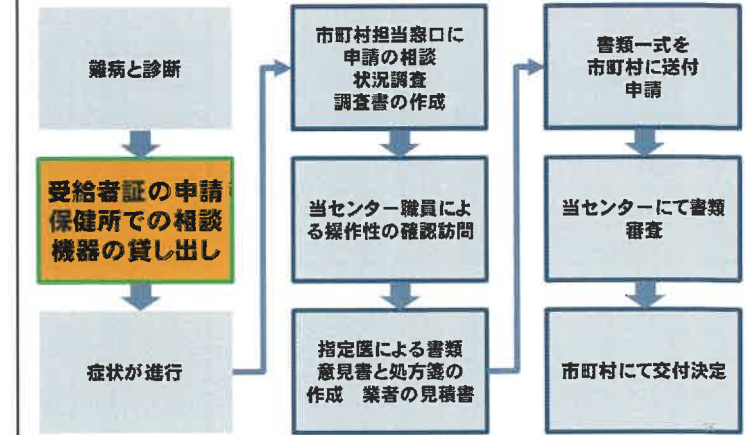 難病と診断
受給者証の申請
保健所での相談
機器の貸し出し
症状が進行
市町村担当窓口に
申請の相談
状況調査
調査書の作成
当センター職員によ
る操作性の確認訪問
指定医による書類
意見書と処方箋の
作成　業者の見積書
書類一式を
市町村に送付
申請
当センターにて書類
審査
市町村にて交付決定